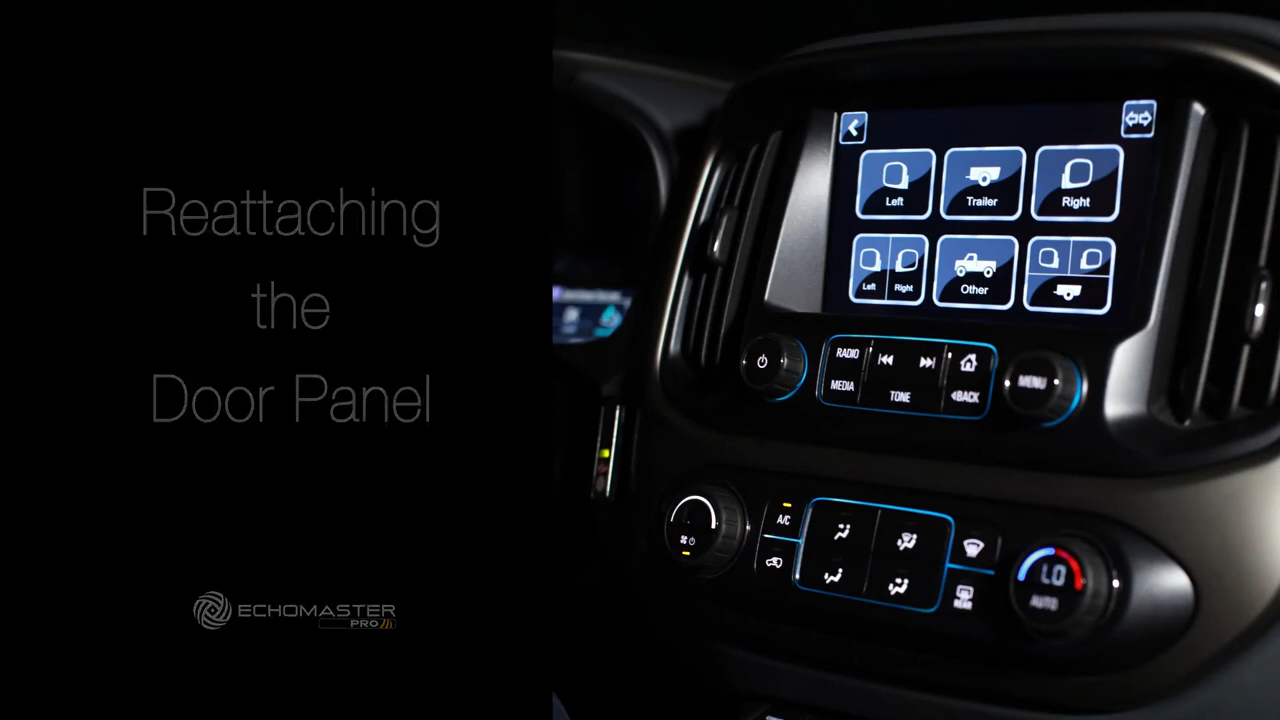 Reattaching
the
Door Panel
ECHOMASTER
PRO
Left
Trailer
Right
Left
Right
Other
RADIO
MEDIA
TONE
BACK
MENU
A/C
REAR
LO
AUTO